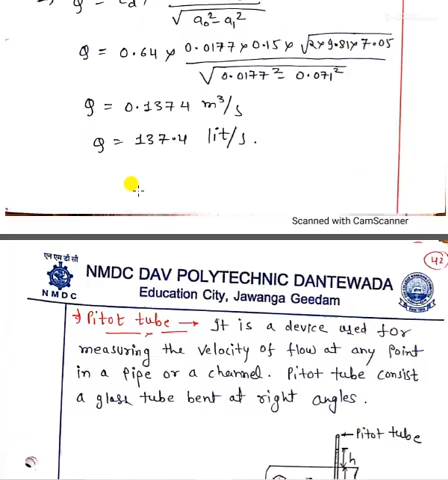 √a₀² - a₁²
Q = 0.64 × 0.0177 × 0.15 × √2×9.81×7.05
√0.0177² - 0.071²
Q = 0.1374 m³/s
Q = 137.4 lit/s.
Scanned with CamScanner
42
एन एम डी सी
NMDC
NMDC DAV POLYTECHNIC DANTEWADA
Education City, Jawanga Geedam
Pitot tube → It is a device used for
measuring the velocity of flow at any point
in a pipe or a channel. Pitot tube consist
a glass tube bent at right angles.
←Pitot tube
h